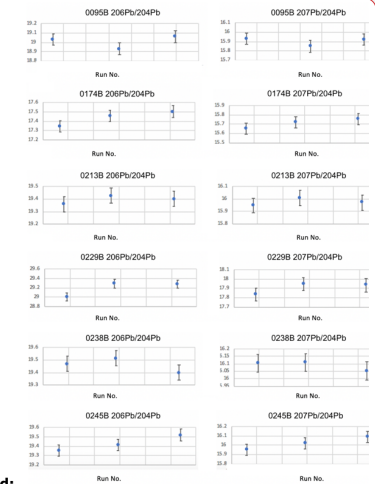 0095B 206Pb/204Pb 0095B 207Pb/204Pb
19.2 16.1
19.1 16
19 15.9
18.9 15.8
18.8 15.7
Run No. Run No.
0174B 206Pb/204Pb 0174B 207Pb/204Pb
17.6 15.9
17.5 15.8
17.4 15.7
17.3 15.6
17.2 15.5
Run No. Run No.
0213B 206Pb/204Pb 0213B 207Pb/204Pb
19.5 16.1
19.4 16
19.3 15.9
19.2 15.8
Run No. Run No.
0229B 206Pb/204Pb 0229B 207Pb/204Pb
29.6 18.1
29.4 18
29.2 17.9
29 17.8
28.8 17.7
Run No. Run No.
0238B 206Pb/204Pb 0238B 207Pb/204Pb
19.6 16.2
19.5 16.15
19.4 16.1
19.3 16.05
16
Run No. Run No.
0245B 206Pb/204Pb 0245B 207Pb/204Pb
19.6 16.2
19.5 16.1
19.4 16
19.3 15.9
19.2 15.8
Run No. Run No.